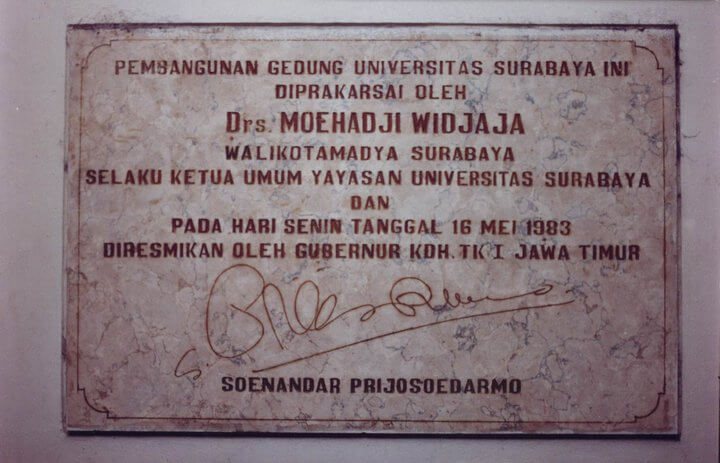 PEMBANGUNAN GEDUNG UNIVERSITAS SURABAYA INI
DIPRAKARSAI OLEH
Drs. MOEHADJI WIDJAJA
WALIKOTAMADYA SURABAYA
SELAKU KETUA UMUM YAYASAN UNIVERSITAS SURABAYA
DAN
PADA HARI SENIN TANGGAL 16 MEI 1983
DIRESMIKAN OLEH GUBERNUR KDH. TK I JAWA TIMUR
SOENANDAR PRIJOSOEDARMO